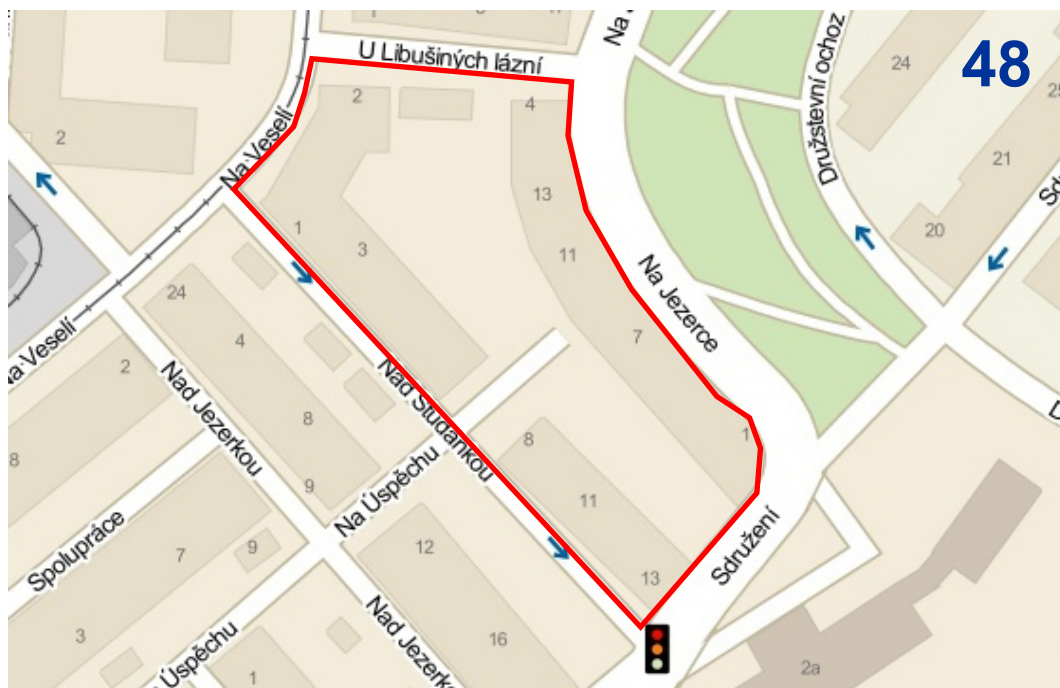 U Libušiných lázní
Na
48
24
2
2
4
Družstevní ochoz
25
21
Na Veselí
13
20
1
3
11
Na Jezerce
24
4
7
2
Nad Jezerkou
8
Nad Studánkou
8
1
8
9
Na Úspěchu
11
Sdružení
Spolupráce
7
9
12
13
Nad Jezerkou
3
16
Úspěchu
1
2a